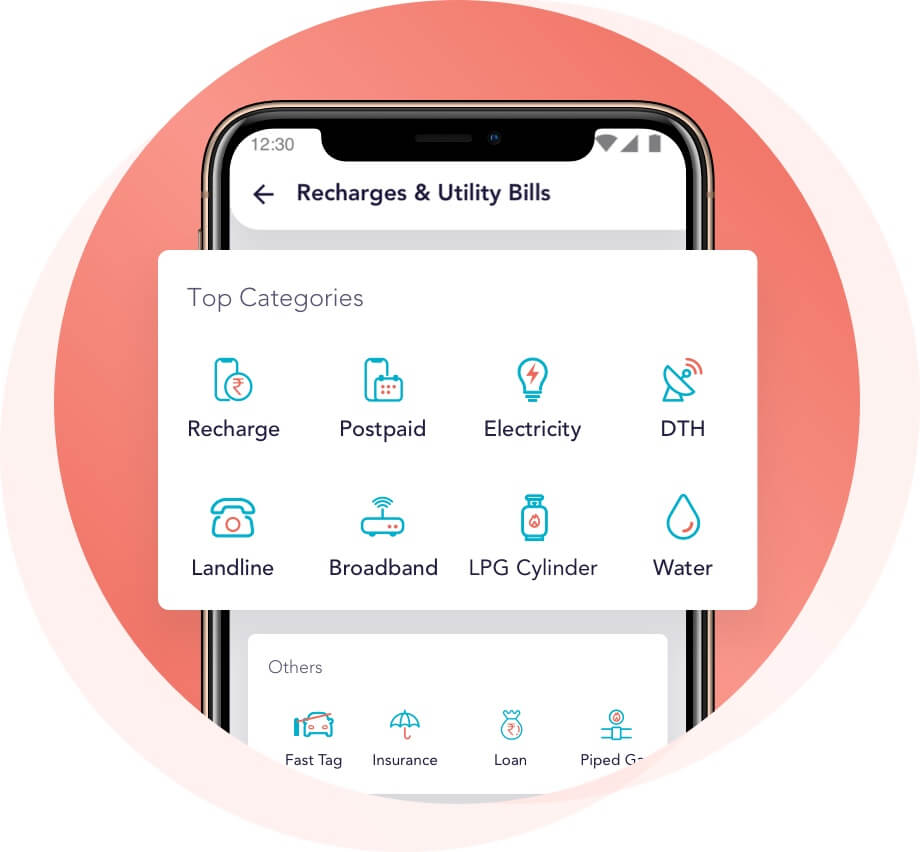 12:30
Recharges & Utility Bills
Top Categories
Recharge Postpaid Electricity DTH
Landline Broadband LPG Cylinder Water
Others
Fast Tag Insurance Loan Piped